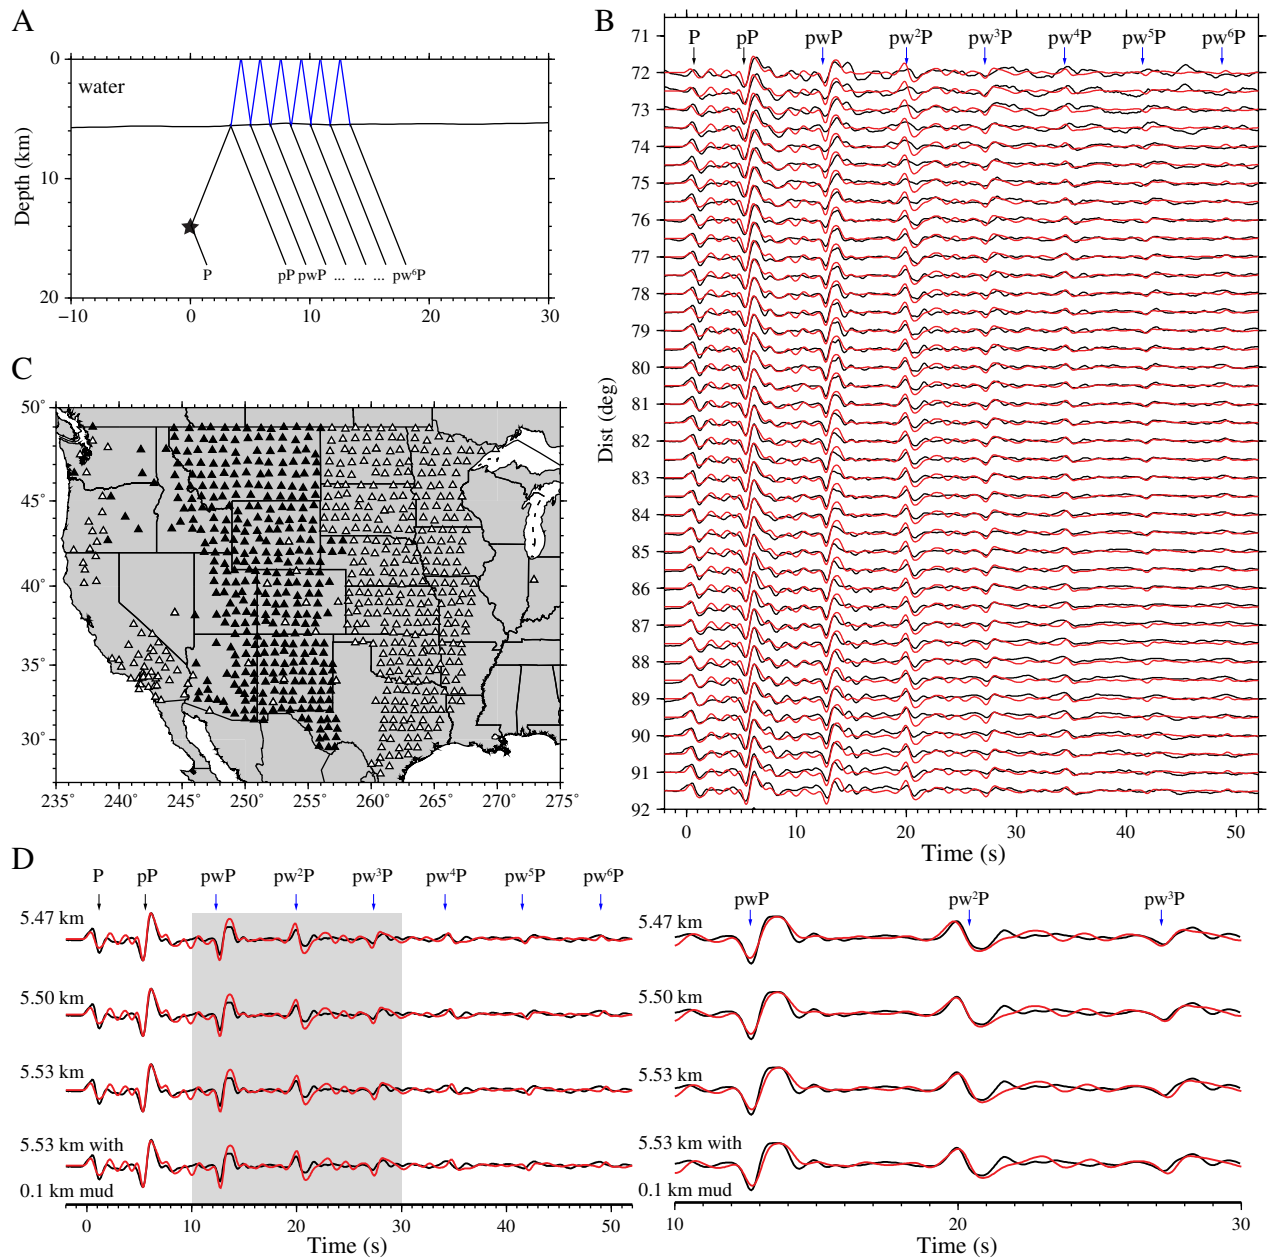 A
0
water
10
20
Depth (km)
−10
0
10
20
30
P
pP
pwP
...
...
...
pw⁶P
B
P
pP
pwP
pw²P
pw³P
pw⁴P
pw⁵P
pw⁶P
71
72
73
74
75
76
77
78
79
80
81
82
83
84
85
86
87
88
89
90
91
92
Dist (deg)
0
10
20
30
40
50
Time (s)
C
50°
45°
40°
35°
30°
235°
240°
245°
250°
255°
260°
265°
270°
275°
D
P
pP
pwP
pw²P
pw³P
pw⁴P
pw⁵P
pw⁶P
5.47 km
5.50 km
5.53 km
5.53 km with
0.1 km mud
0
10
20
30
40
50
Time (s)
pwP
pw²P
pw³P
5.47 km
5.50 km
5.53 km
5.53 km with
0.1 km mud
10
20
30
Time (s)